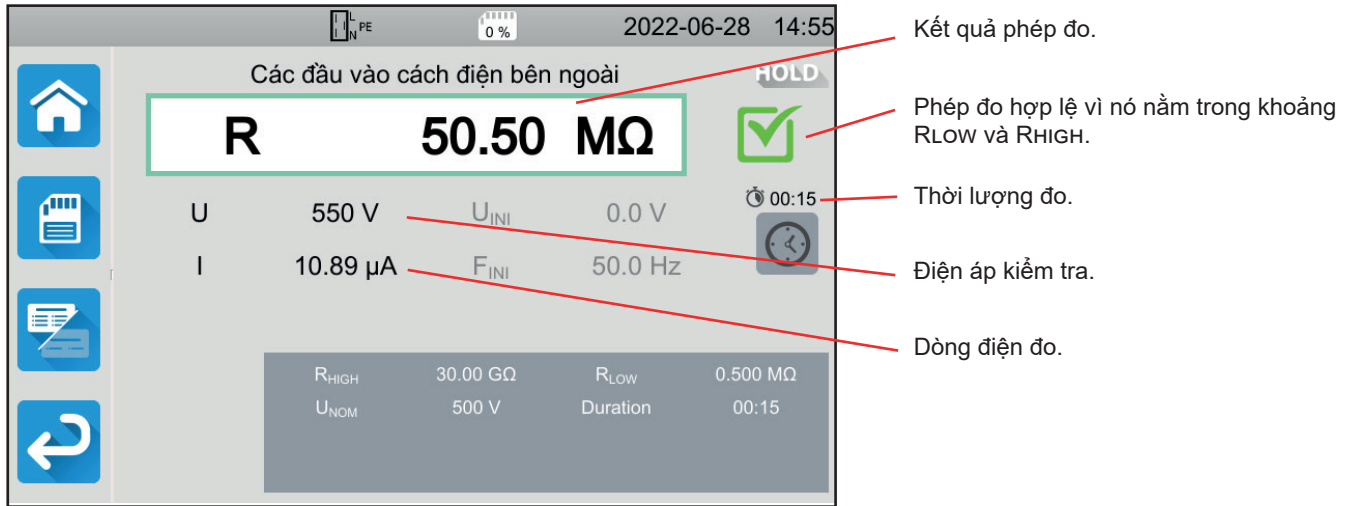 L
N PE
0 %
2022-06-28 14:55
Các đầu vào cách điện bên ngoài
HOLD
R 50.50 MΩ
00:15
U 550 V UINI 0.0 V
I 10.89 µA FINI 50.0 Hz
RHIGH 30.00 GΩ RLOW 0.500 MΩ
UNOM 500 V Duration 00:15
Kết quả phép đo.
Phép đo hợp lệ vì nó nằm trong khoảng
RLOW và RHIGH.
Thời lượng đo.
Điện áp kiểm tra.
Dòng điện đo.